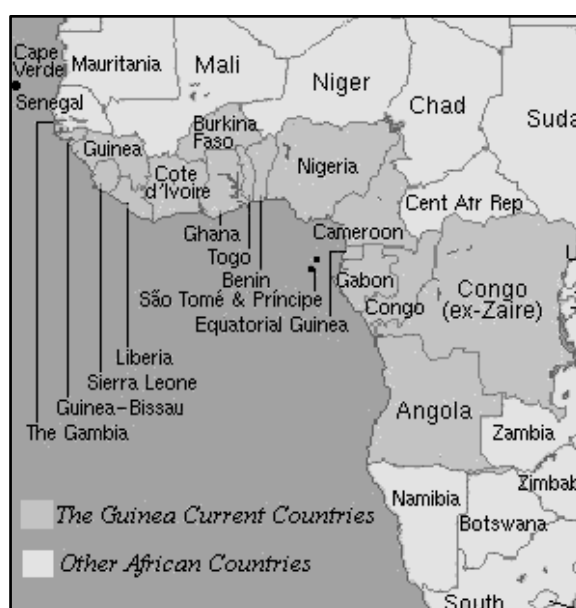 Cape
Verde
Mauritania
Mali
Niger
Chad
Suda
Senegal
Burkina
Faso
Guinea
Nigeria
Cote
d'Ivoire
Cent Afr Rep
Ghana
Cameroon
Togo
Benin
Gabon
São Tomé & Príncipe
Congo
Congo
(ex-Zaire)
Equatorial Guinea
Liberia
Sierra Leone
Guinea-Bissau
The Gambia
Angola
Zambia
Zimbab
Namibia
Botswana
The Guinea Current Countries
Other African Countries
South